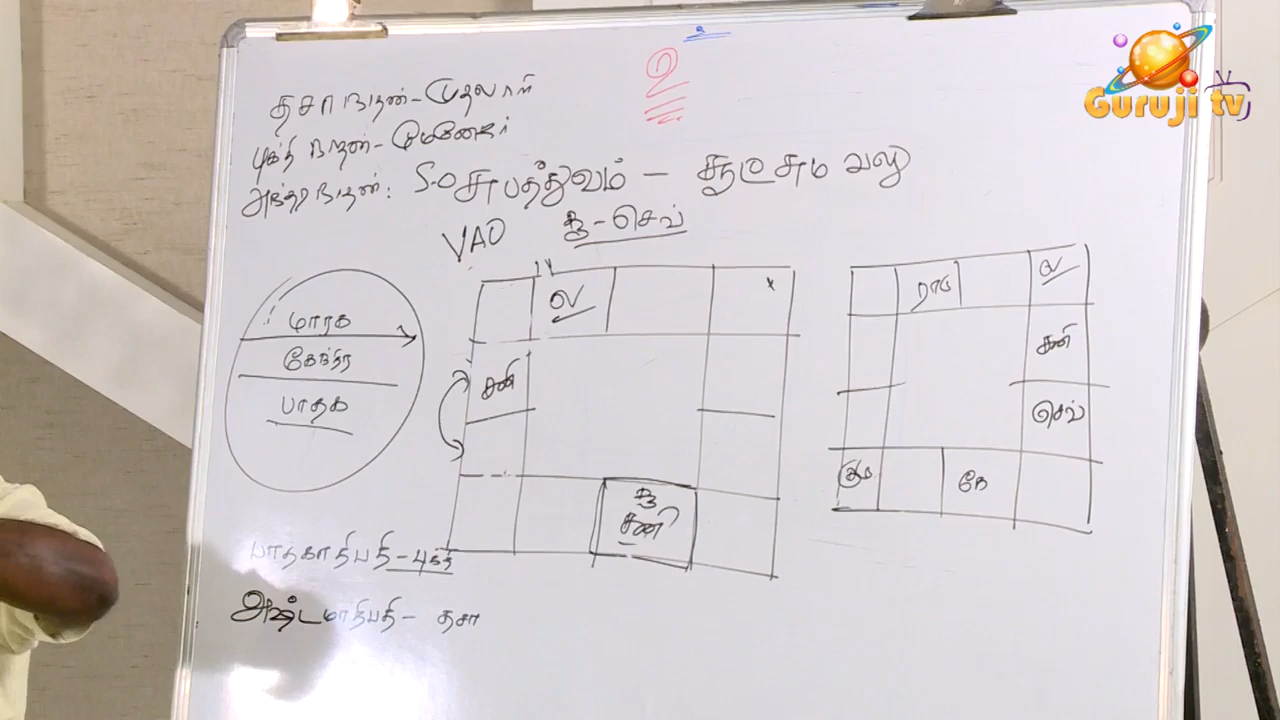 உ
Guruji tv
தசாநாதன் - முதலாளி
புக்தி நாதன் - மேனேஜர்
அந்தரநாதன் : S.O சுபத்துவம் - சூட்சும வலு
VAO சூ - செவ்
மாரக
கேந்திர
பாதக
ல
சனி
சூ
சனி
ராகு
ல
சனி
செவ்
குரு
கே
பாதகாதிபதி - புக்தி
அஷ்டமாதிபதி - தசா